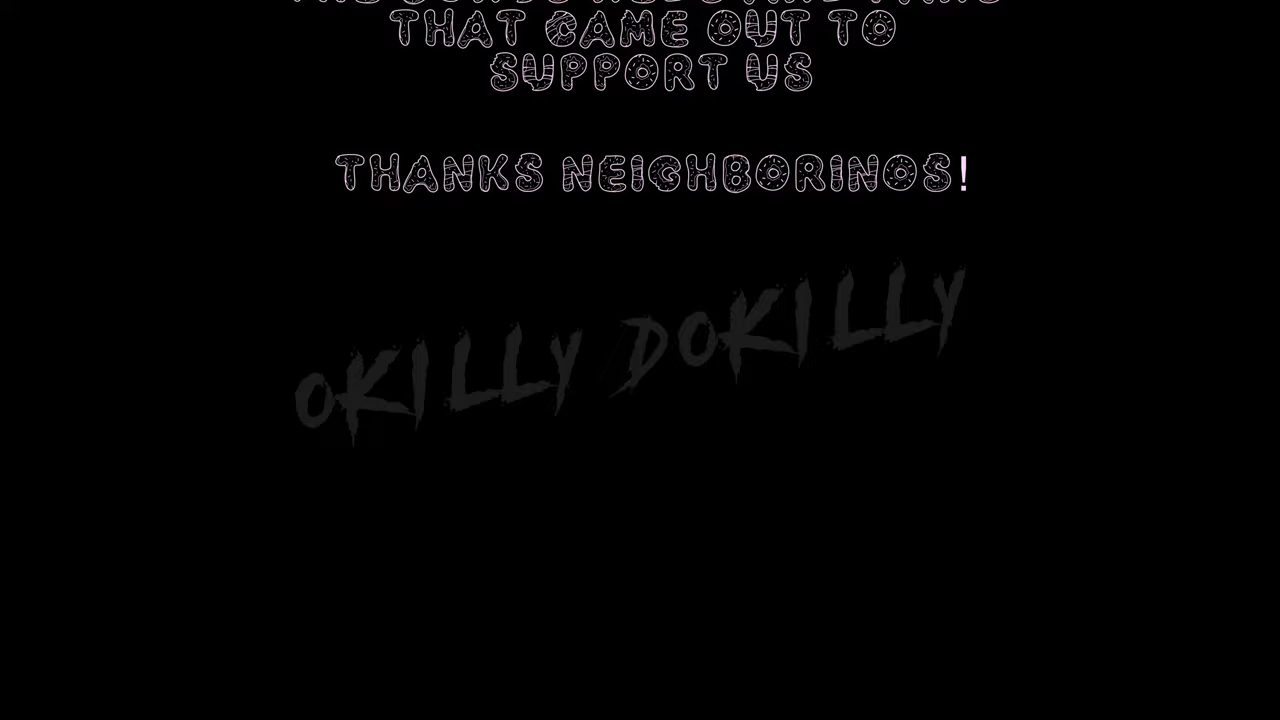 THAT CAME OUT TO
SUPPORT US
THANKS NEIGHBORINOS!
OKILLY DOKILLY